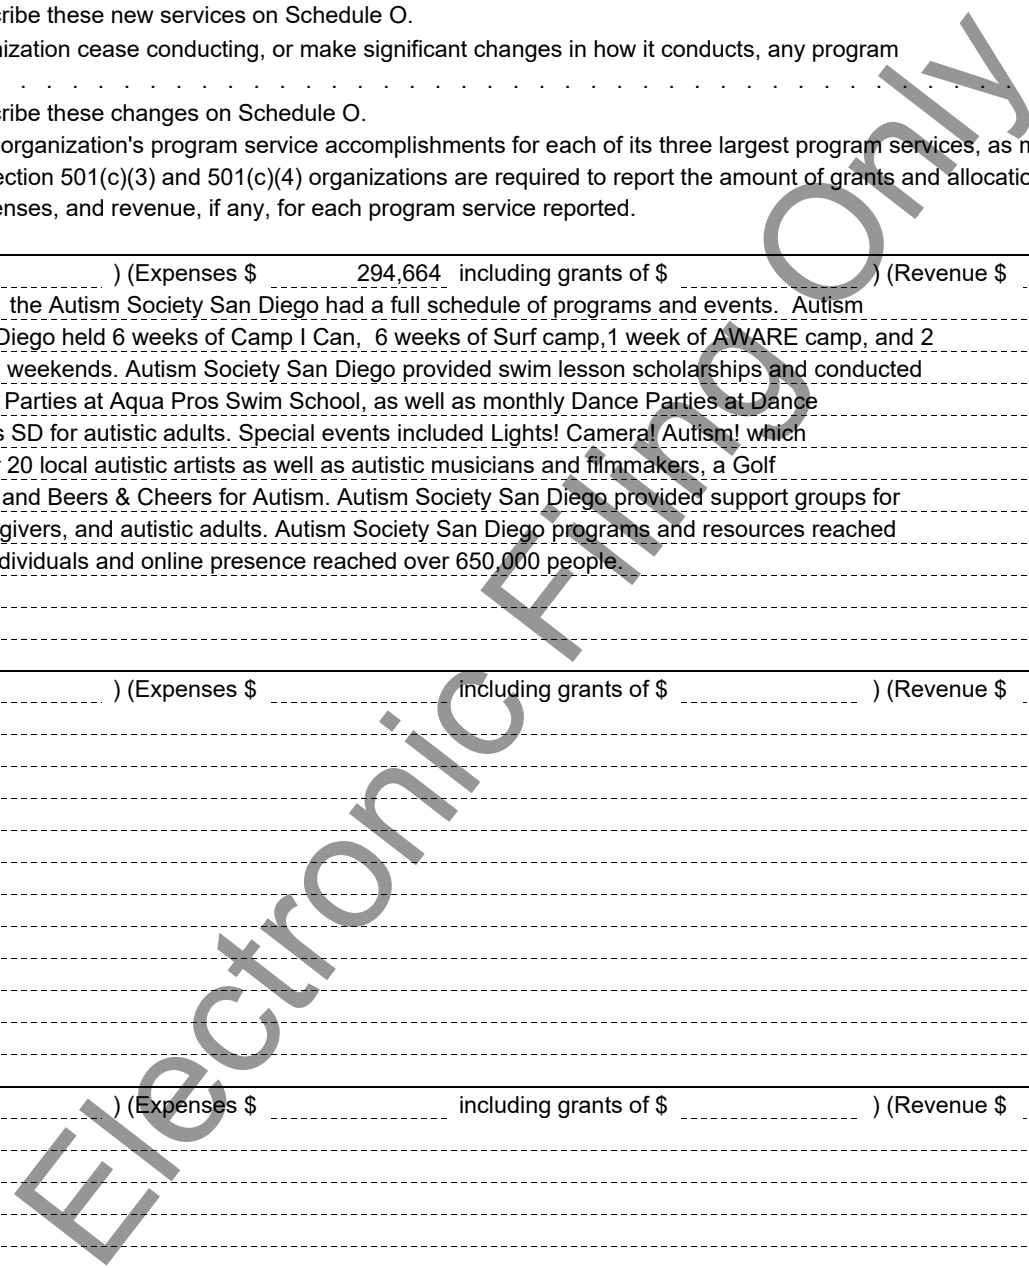 ribe these new services on Schedule O.
nization cease conducting, or make significant changes in how it conducts, any program
. . . . . . . . . . . . . . . . . . . . . . . . . . . . . . . . . . . . . . .
ribe these changes on Schedule O.
organization's program service accomplishments for each of its three largest program services, as m
ection 501(c)(3) and 501(c)(4) organizations are required to report the amount of grants and allocatio
enses, and revenue, if any, for each program service reported.
) (Expenses $ 294,664 including grants of $ ) (Revenue $
the Autism Society San Diego had a full schedule of programs and events. Autism
Diego held 6 weeks of Camp I Can, 6 weeks of Surf camp,1 week of AWARE camp, and 2
weekends. Autism Society San Diego provided swim lesson scholarships and conducted
Parties at Aqua Pros Swim School, as well as monthly Dance Parties at Dance
s SD for autistic adults. Special events included Lights! Camera! Autism! which
20 local autistic artists as well as autistic musicians and filmmakers, a Golf
and Beers & Cheers for Autism. Autism Society San Diego provided support groups for
givers, and autistic adults. Autism Society San Diego programs and resources reached
dividuals and online presence reached over 650,000 people.
) (Expenses $ including grants of $ ) (Revenue $
) (Expenses $ including grants of $ ) (Revenue $
Electronic Filing Only